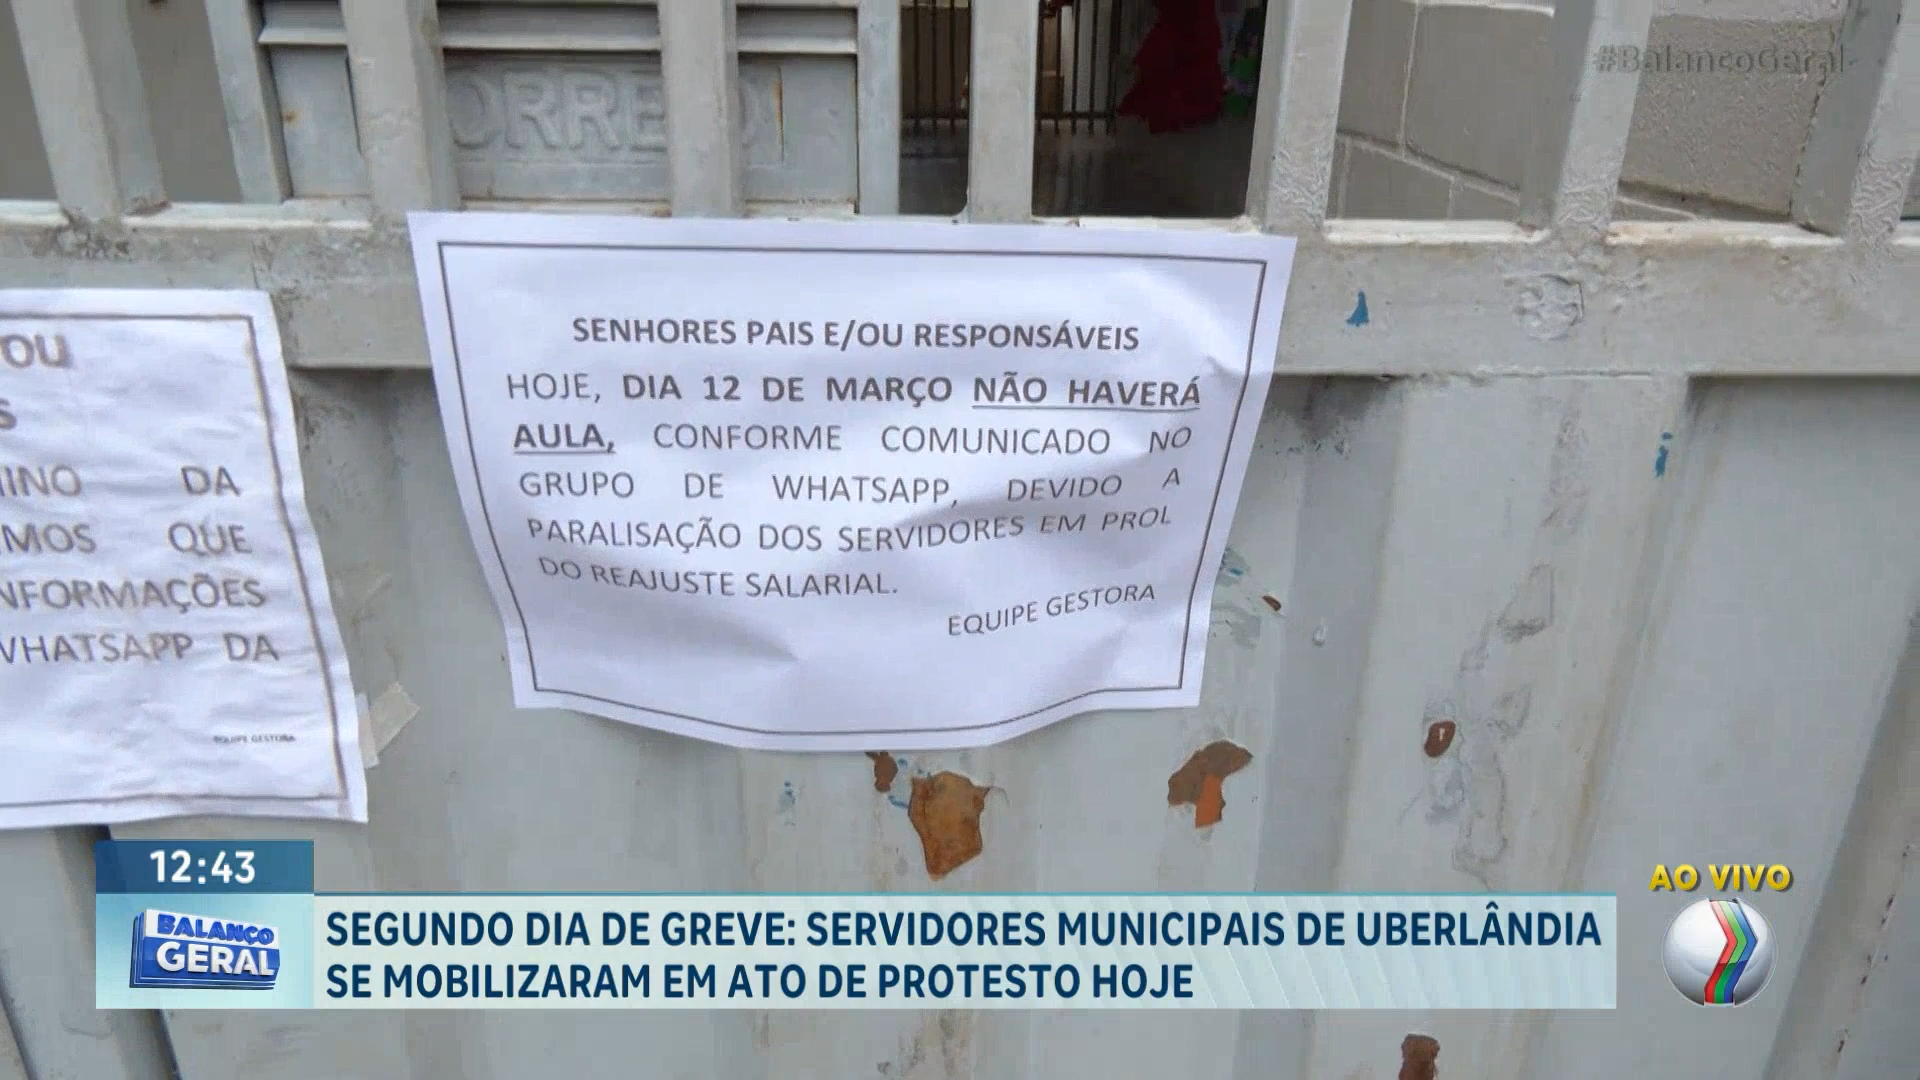 #BalançoGeral
SENHORES PAIS E/OU RESPONSÁVEIS
HOJE, DIA 12 DE MARÇO NÃO HAVERÁ
AULA, CONFORME COMUNICADO NO
GRUPO DE WHATSAPP, DEVIDO A
PARALISAÇÃO DOS SERVIDORES EM PROL
DO REAJUSTE SALARIAL.
EQUIPE GESTORA
OU
S
DA
QUE
NFORMAÇÕES
WHATSAPP DA
EQUIPE GESTORA
12:43
BALANÇO
GERAL
SEGUNDO DIA DE GREVE: SERVIDORES MUNICIPAIS DE UBERLÂNDIA
SE MOBILIZARAM EM ATO DE PROTESTO HOJE
AO VIVO